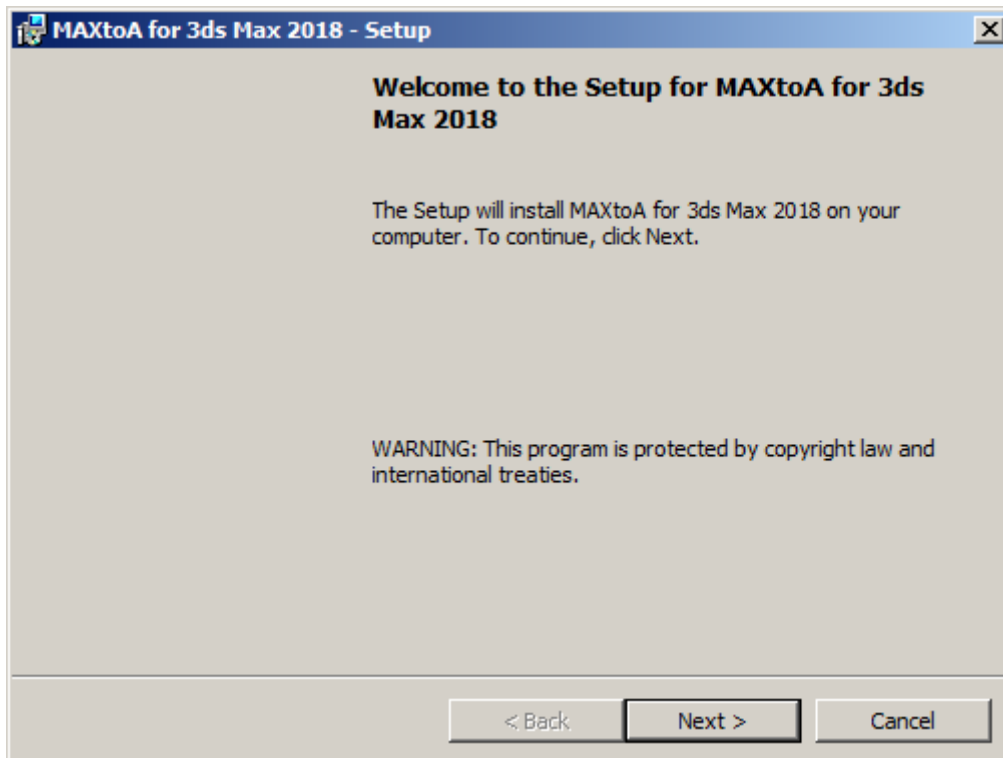 MAXtoA for 3ds Max 2018 - Setup
Welcome to the Setup for MAXtoA for 3ds
Max 2018
The Setup will install MAXtoA for 3ds Max 2018 on your
computer. To continue, click Next.
WARNING: This program is protected by copyright law and
international treaties.
< Back
Next >
Cancel